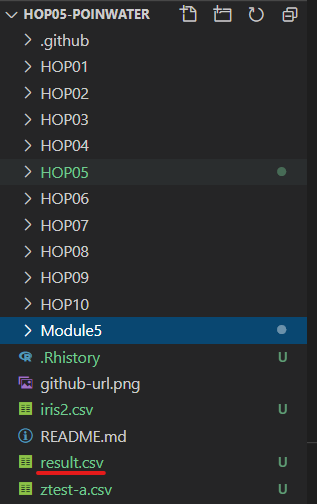 HOP05-POINWATER
.github
HOP01
HOP02
HOP03
HOP04
HOP05
HOP06
HOP07
HOP08
HOP09
HOP10
Module5
.Rhistory U
github-url.png
iris2.csv U
README.md
result.csv U
ztest-a.csv U